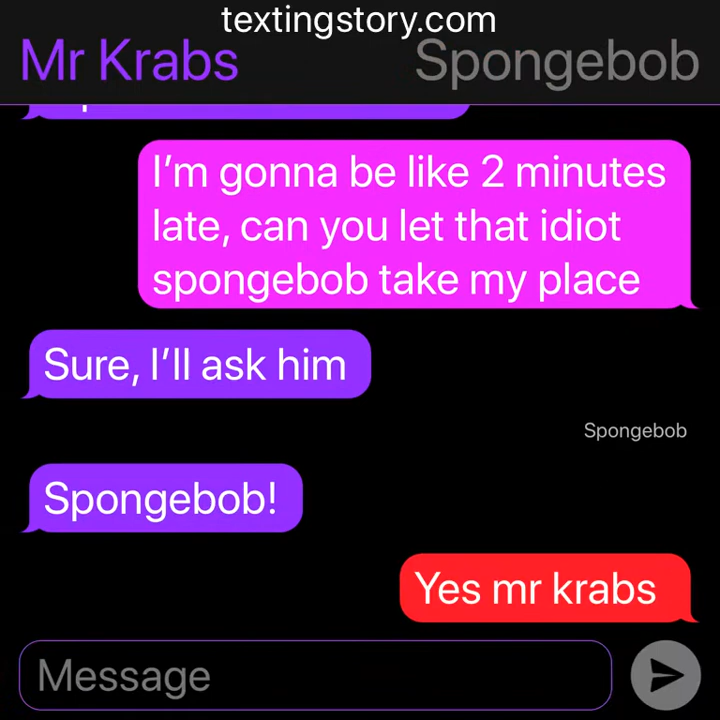 textingstory.com
Mr Krabs
Spongebob
I’m gonna be like 2 minutes
late, can you let that idiot
spongebob take my place
Sure, I’ll ask him
Spongebob
Spongebob!
Yes mr krabs
Message